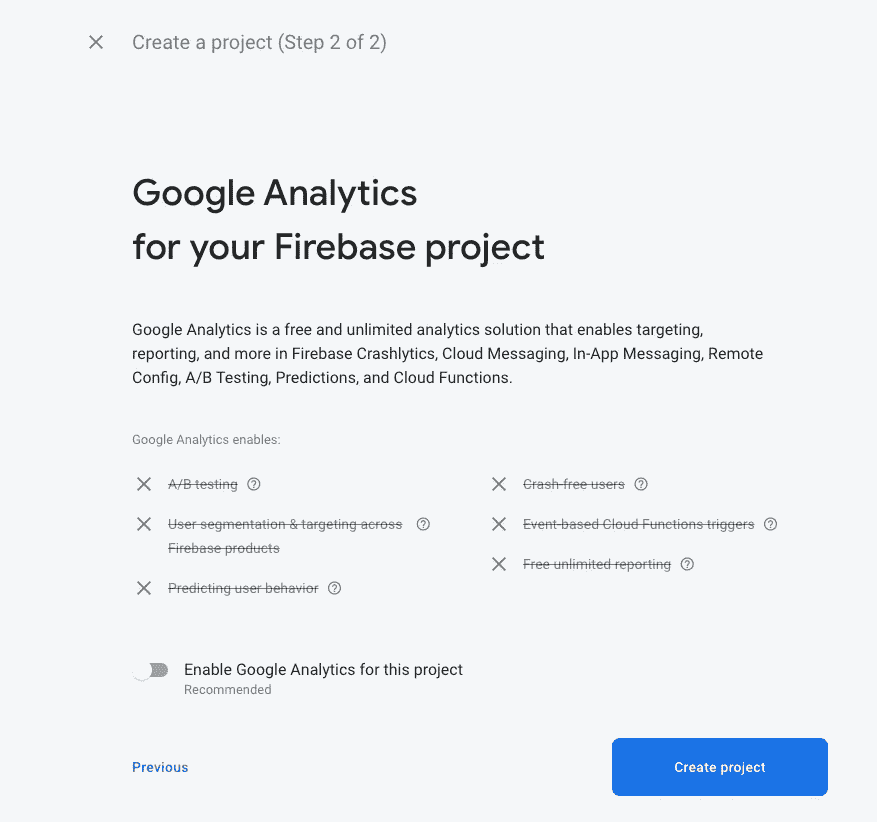 Create a project (Step 2 of 2)
Google Analytics
for your Firebase project
Google Analytics is a free and unlimited analytics solution that enables targeting,
reporting, and more in Firebase Crashlytics, Cloud Messaging, In-App Messaging, Remote
Config, A/B Testing, Predictions, and Cloud Functions.
Google Analytics enables:
A/B testing
User segmentation & targeting across
Firebase products
Predicting user behavior
Crash-free users
Event-based Cloud Functions triggers
Free unlimited reporting
Enable Google Analytics for this project
Recommended
Previous
Create project